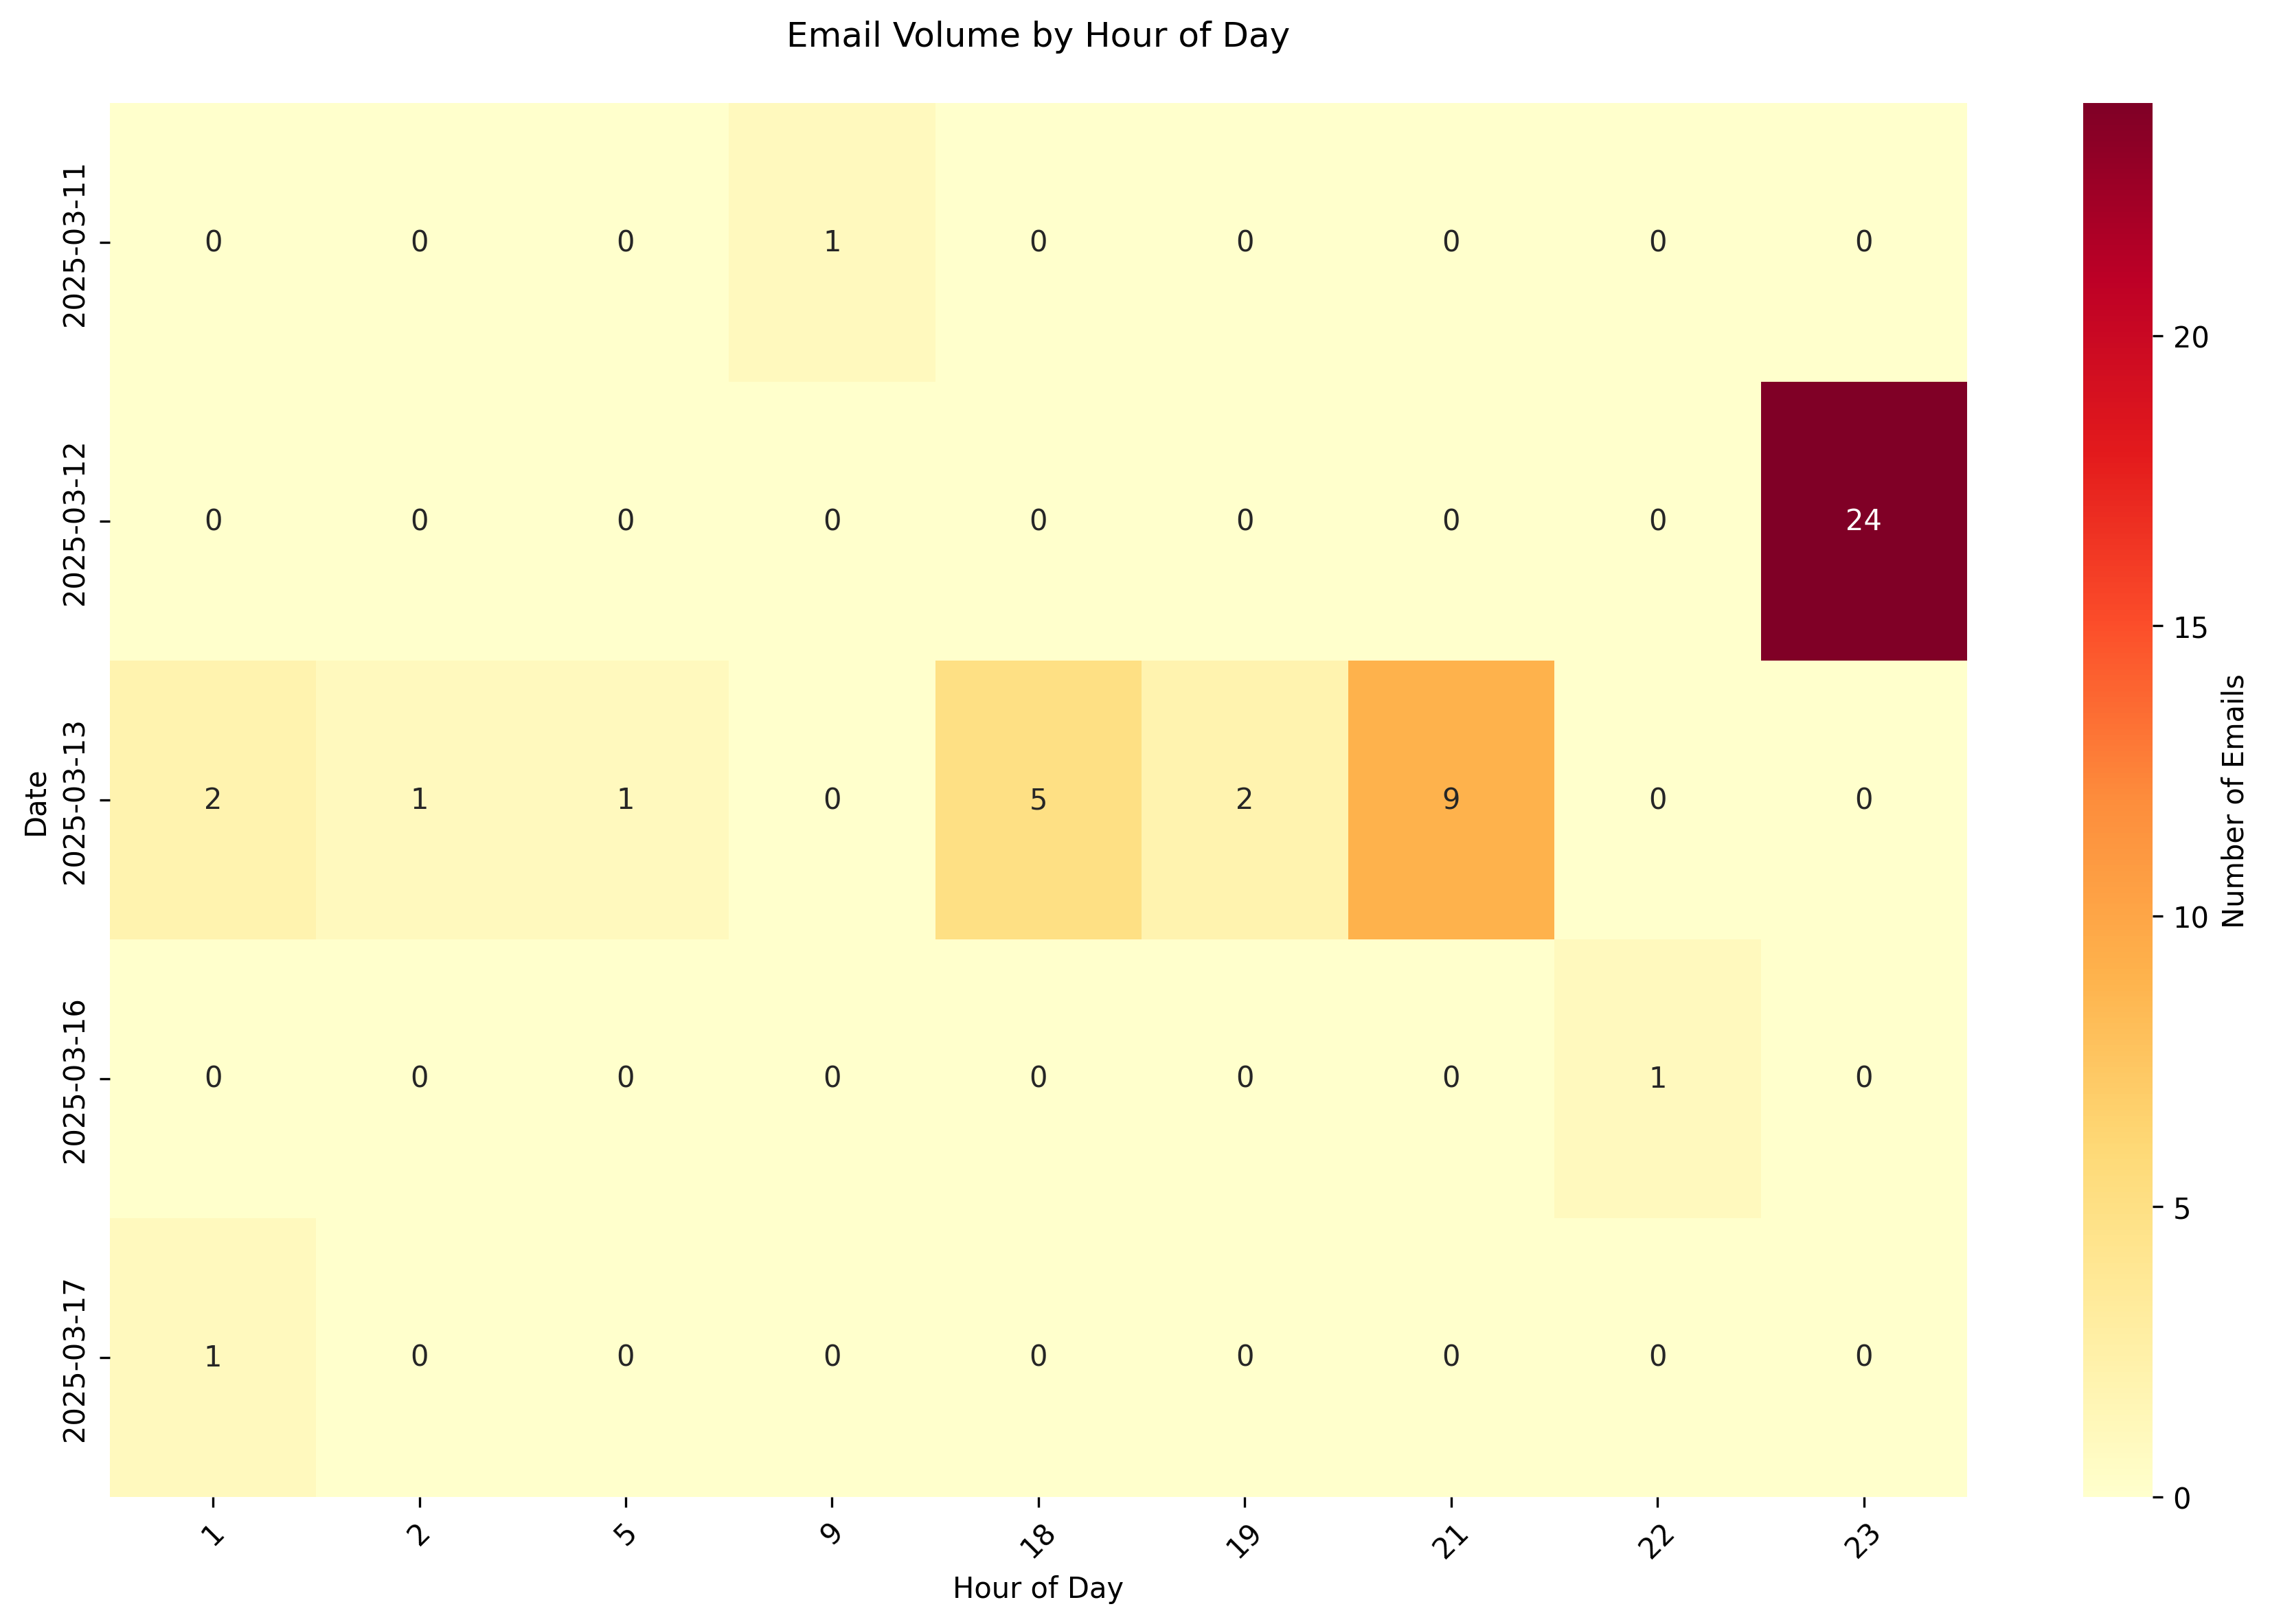 Email Volume by Hour of Day
Date
2025-03-11
0 0 0 1 0 0 0 0 0
2025-03-12
0 0 0 0 0 0 0 0 24
2025-03-13
2 1 1 0 5 2 9 0 0
2025-03-16
0 0 0 0 0 0 0 1 0
2025-03-17
1 0 0 0 0 0 0 0 0
1 2 5 9 18 19 21 22 23
Hour of Day
20
15
10
5
0
Number of Emails